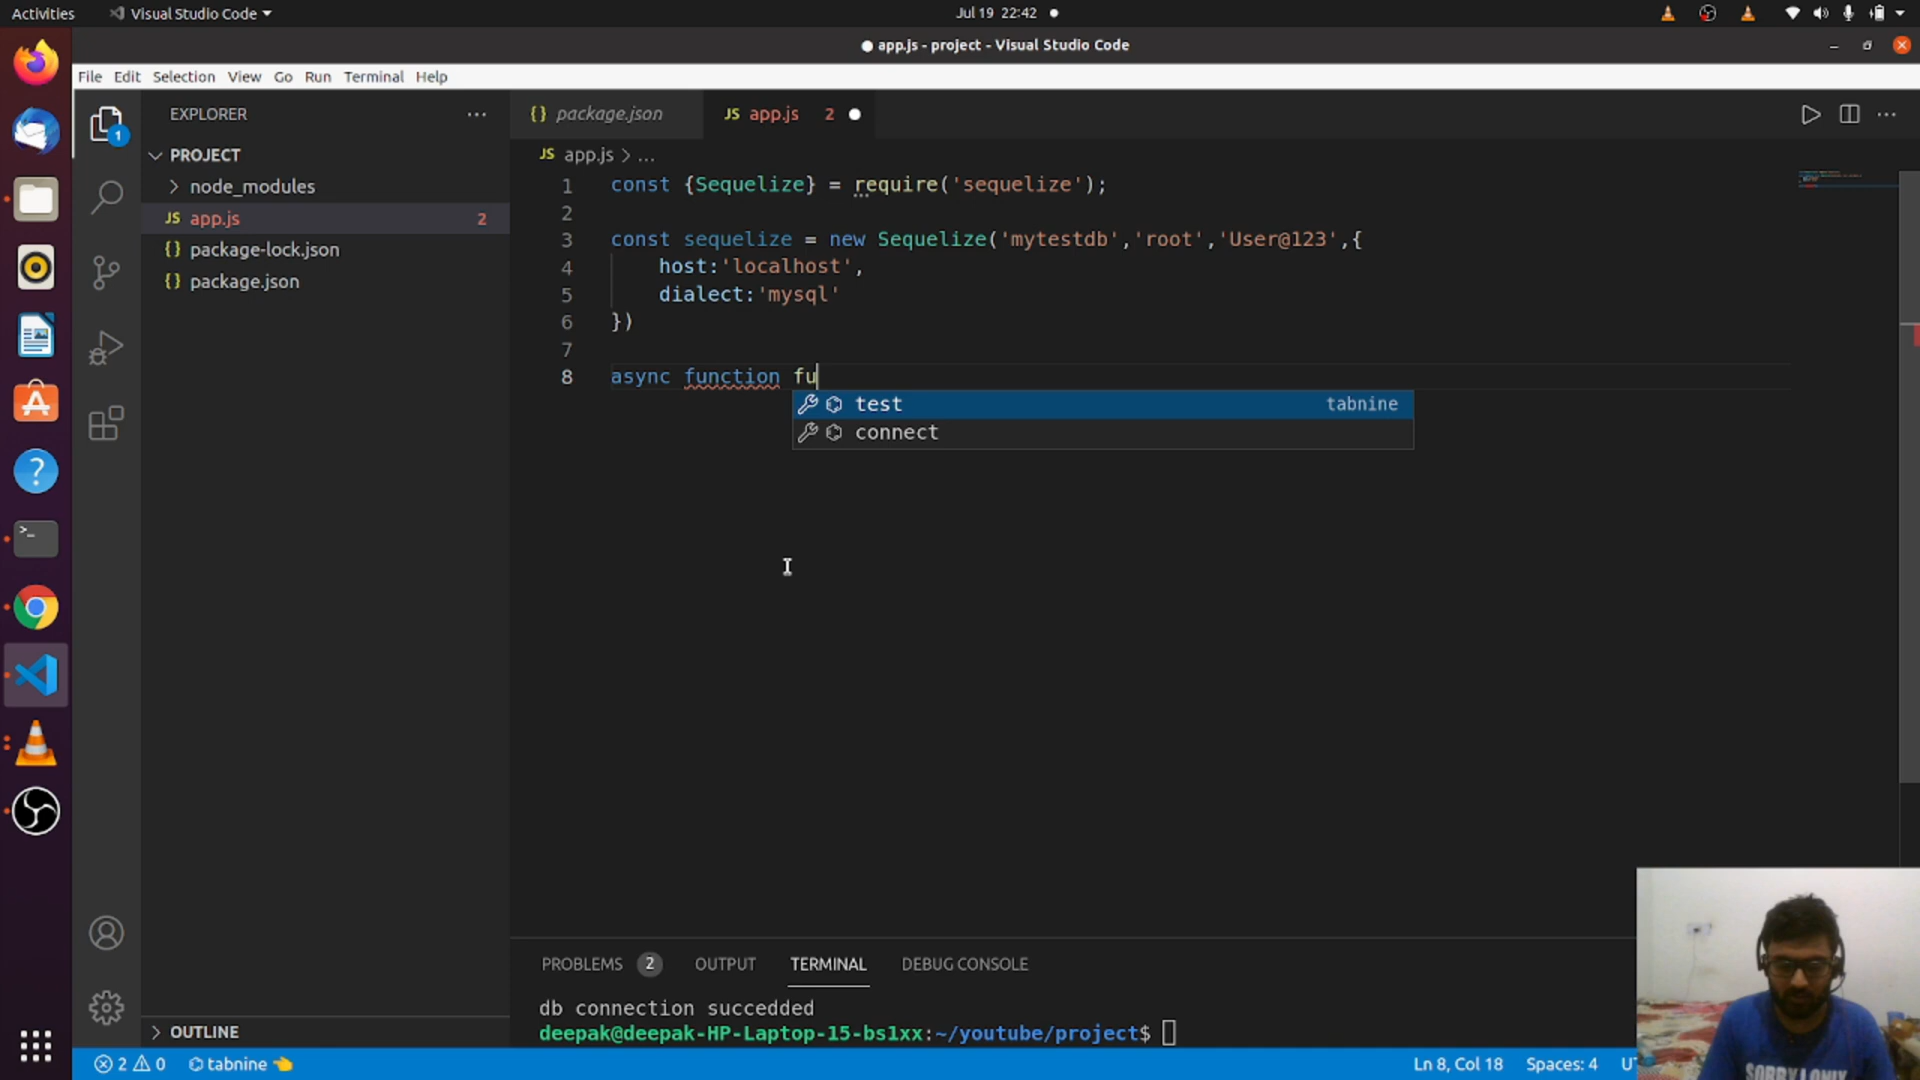 Activities
Visual Studio Code
Jul 19 22:42
app.js - project - Visual Studio Code
File Edit Selection View Go Run Terminal Help
EXPLORER
PROJECT
node_modules
JS app.js 2
{} package-lock.json
{} package.json
OUTLINE
1
{} package.json
JS app.js 2
JS app.js > ...
1 const {Sequelize} = require('sequelize');
2
3 const sequelize = new Sequelize('mytestdb','root','User@123',{
4 host:'localhost',
5 dialect:'mysql'
6 })
7
8 async function fu
test tabnine
connect
PROBLEMS 2 OUTPUT TERMINAL DEBUG CONSOLE
db connection succedded
deepak@deepak-HP-Laptop-15-bs1xx:~/youtube/project$
2 0 tabnine
Ln 8, Col 18 Spaces: 4